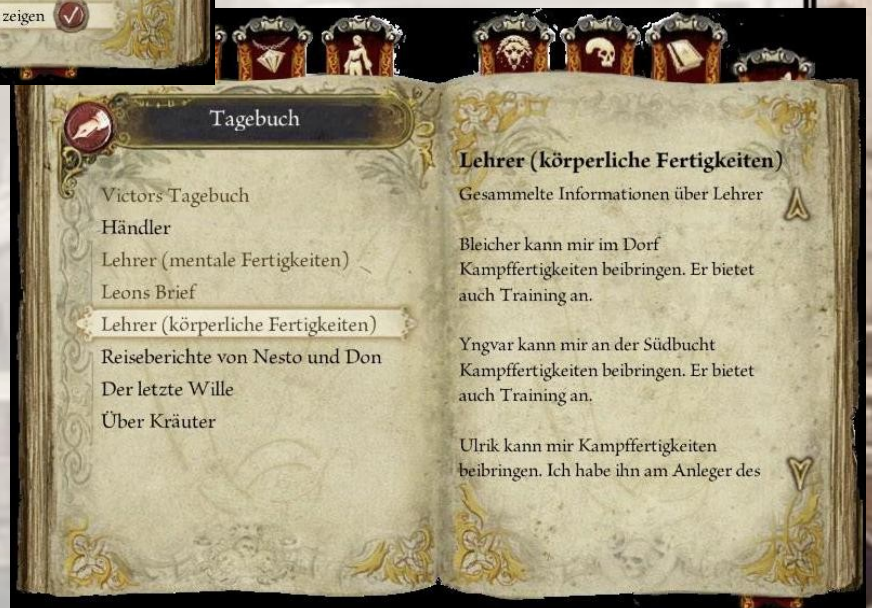 zeigen
Tagebuch
Victors Tagebuch
Händler
Lehrer (mentale Fertigkeiten)
Leons Brief
Lehrer (körperliche Fertigkeiten)
Reiseberichte von Nesto und Don
Der letzte Wille
Über Kräuter
Lehrer (körperliche Fertigkeiten)
Gesammelte Informationen über Lehrer
Bleicher kann mir im Dorf
Kampffertigkeiten beibringen. Er bietet
auch Training an.
Yngvar kann mir an der Südbucht
Kampffertigkeiten beibringen. Er bietet
auch Training an.
Ulrik kann mir Kampffertigkeiten
beibringen. Ich habe ihn am Anleger des